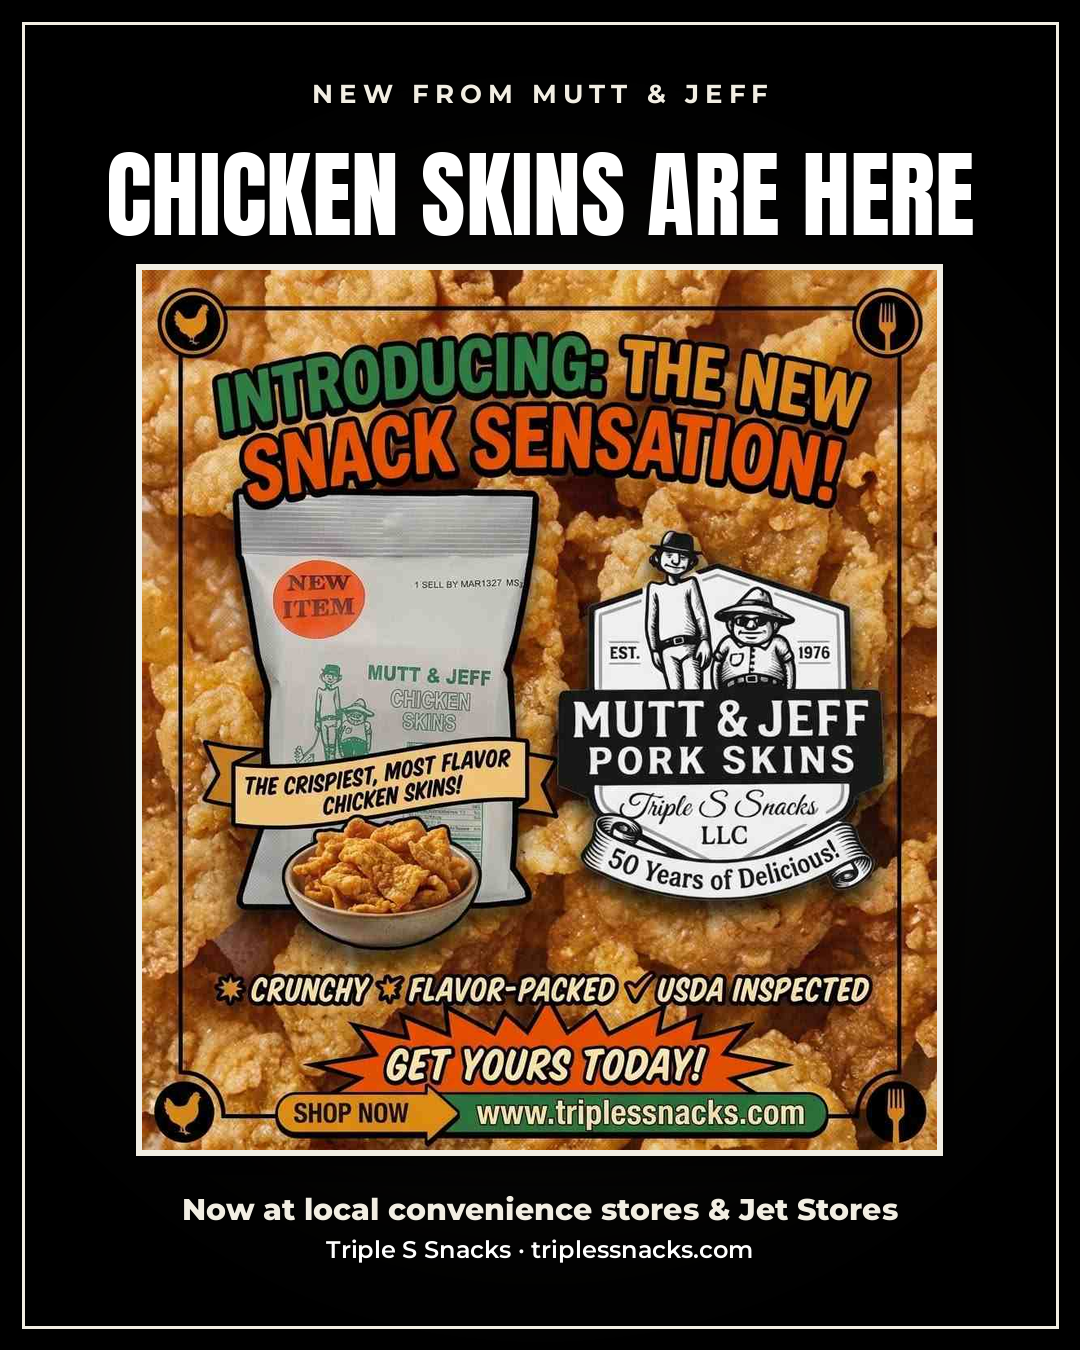 NEW FROM MUTT & JEFF
CHICKEN SKINS ARE HERE
INTRODUCING: THE NEW
SNACK SENSATION!
NEW
ITEM
1 SELL BY MAR1327 MS
MUTT & JEFF
CHICKEN
SKINS
THE CRISPIEST, MOST FLAVOR
CHICKEN SKINS!
EST. 1976
MUTT & JEFF
PORK SKINS
Triple S Snacks
LLC
50 Years of Delicious!
CRUNCHY FLAVOR-PACKED USDA INSPECTED
GET YOURS TODAY!
SHOP NOW www.triplessnacks.com
Now at local convenience stores & Jet Stores
Triple S Snacks · triplessnacks.com